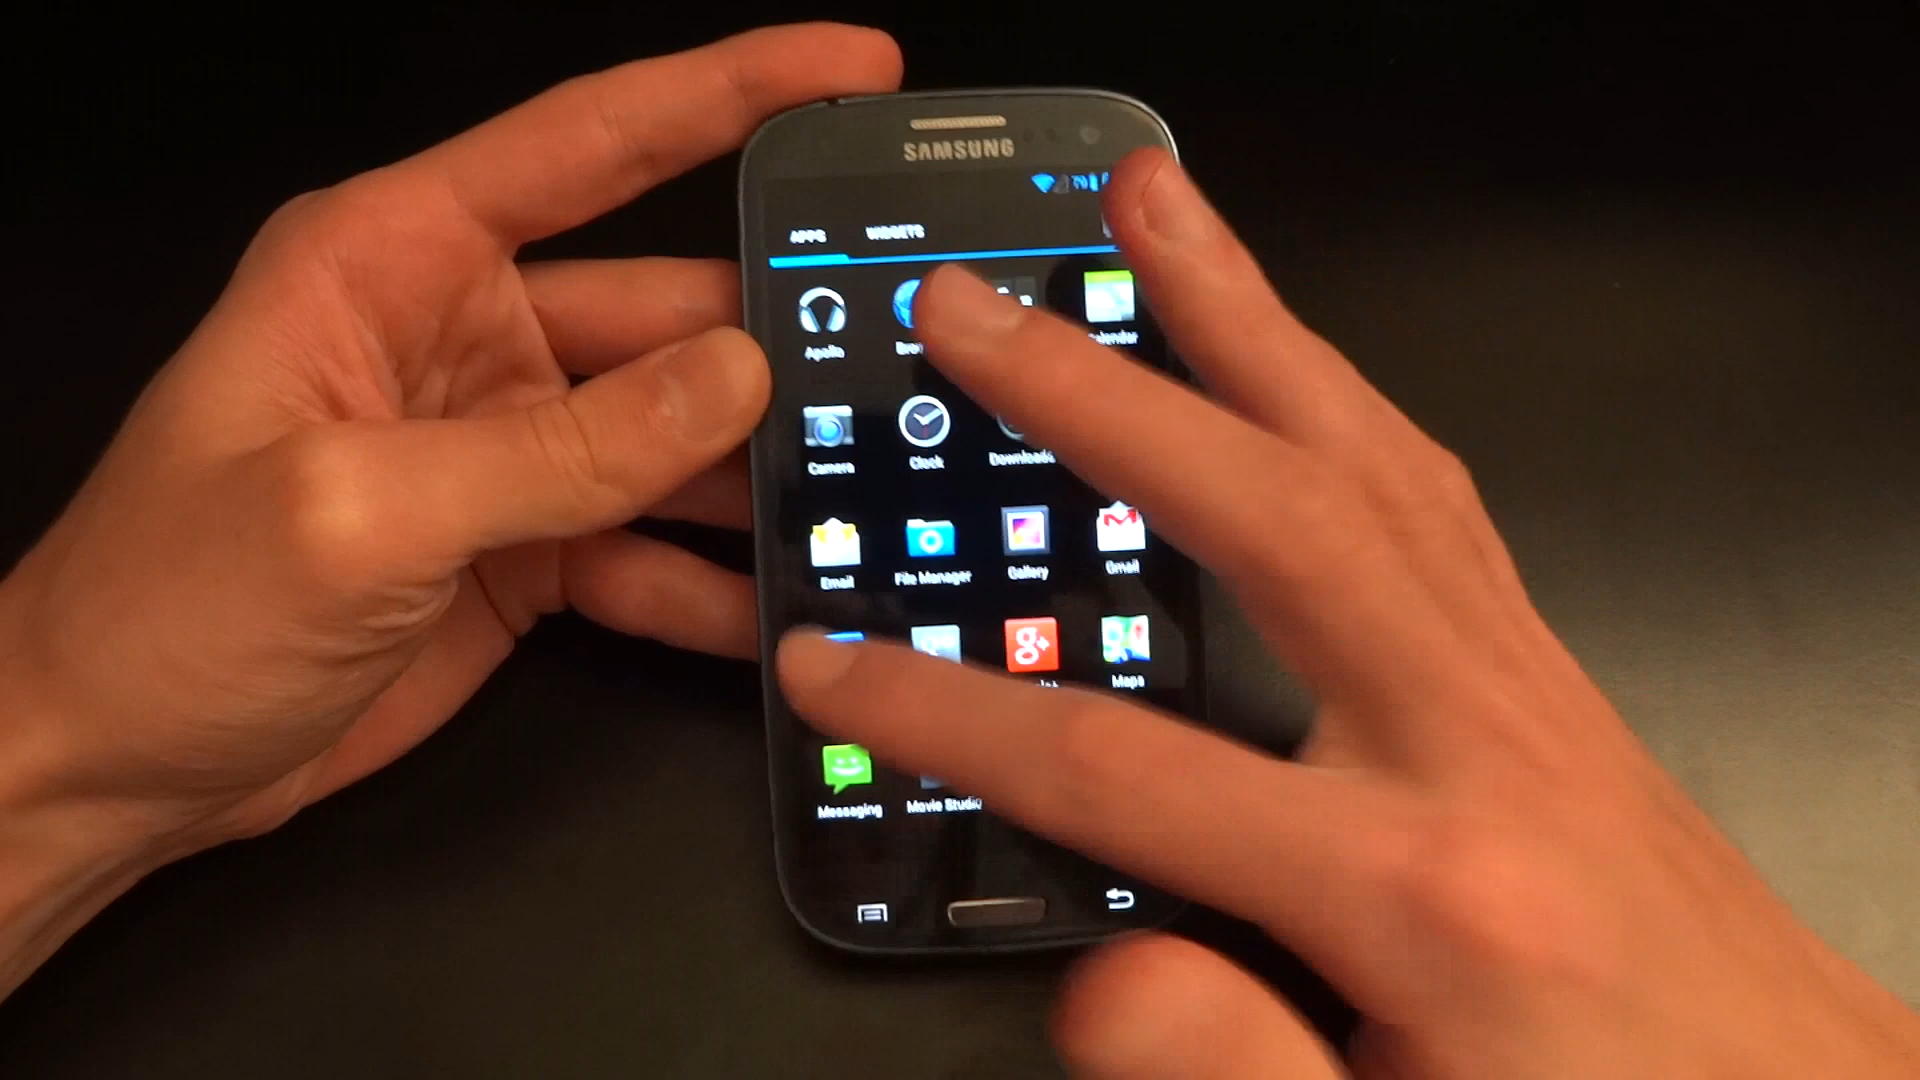 SAMSUNG
APPS WIDGETS
Apollo
Camera Clock Downloads
Email File Manager Gallery Gmail
g+ Maps
Messaging Movie Studio